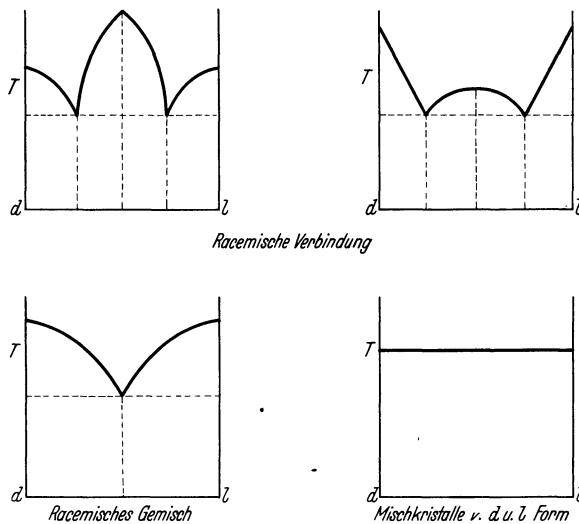 T
T
d
l
d
l
Racemische Verbindung
T
T
d
l
d
l
Racemisches Gemisch
Mischkristalle v. d u. l Form